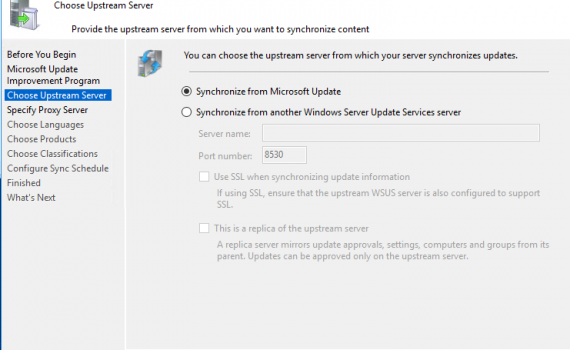 Choose Upstream Server
Provide the upstream server from which you want to synchronize content
Before You Begin
Microsoft Update
Improvement Program
Choose Upstream Server
Specify Proxy Server
Choose Languages
Choose Products
Choose Classifications
Configure Sync Schedule
Finished
What's Next
You can choose the upstream server from which your server synchronizes updates.
Synchronize from Microsoft Update
Synchronize from another Windows Server Update Services server
Server name:
Port number: 8530
Use SSL when synchronizing update information
If using SSL, ensure that the upstream WSUS server is also configured to support
SSL.
This is a replica of the upstream server
A replica server mirrors update approvals, settings, computers and groups from its
parent. Updates can be approved only on the upstream server.